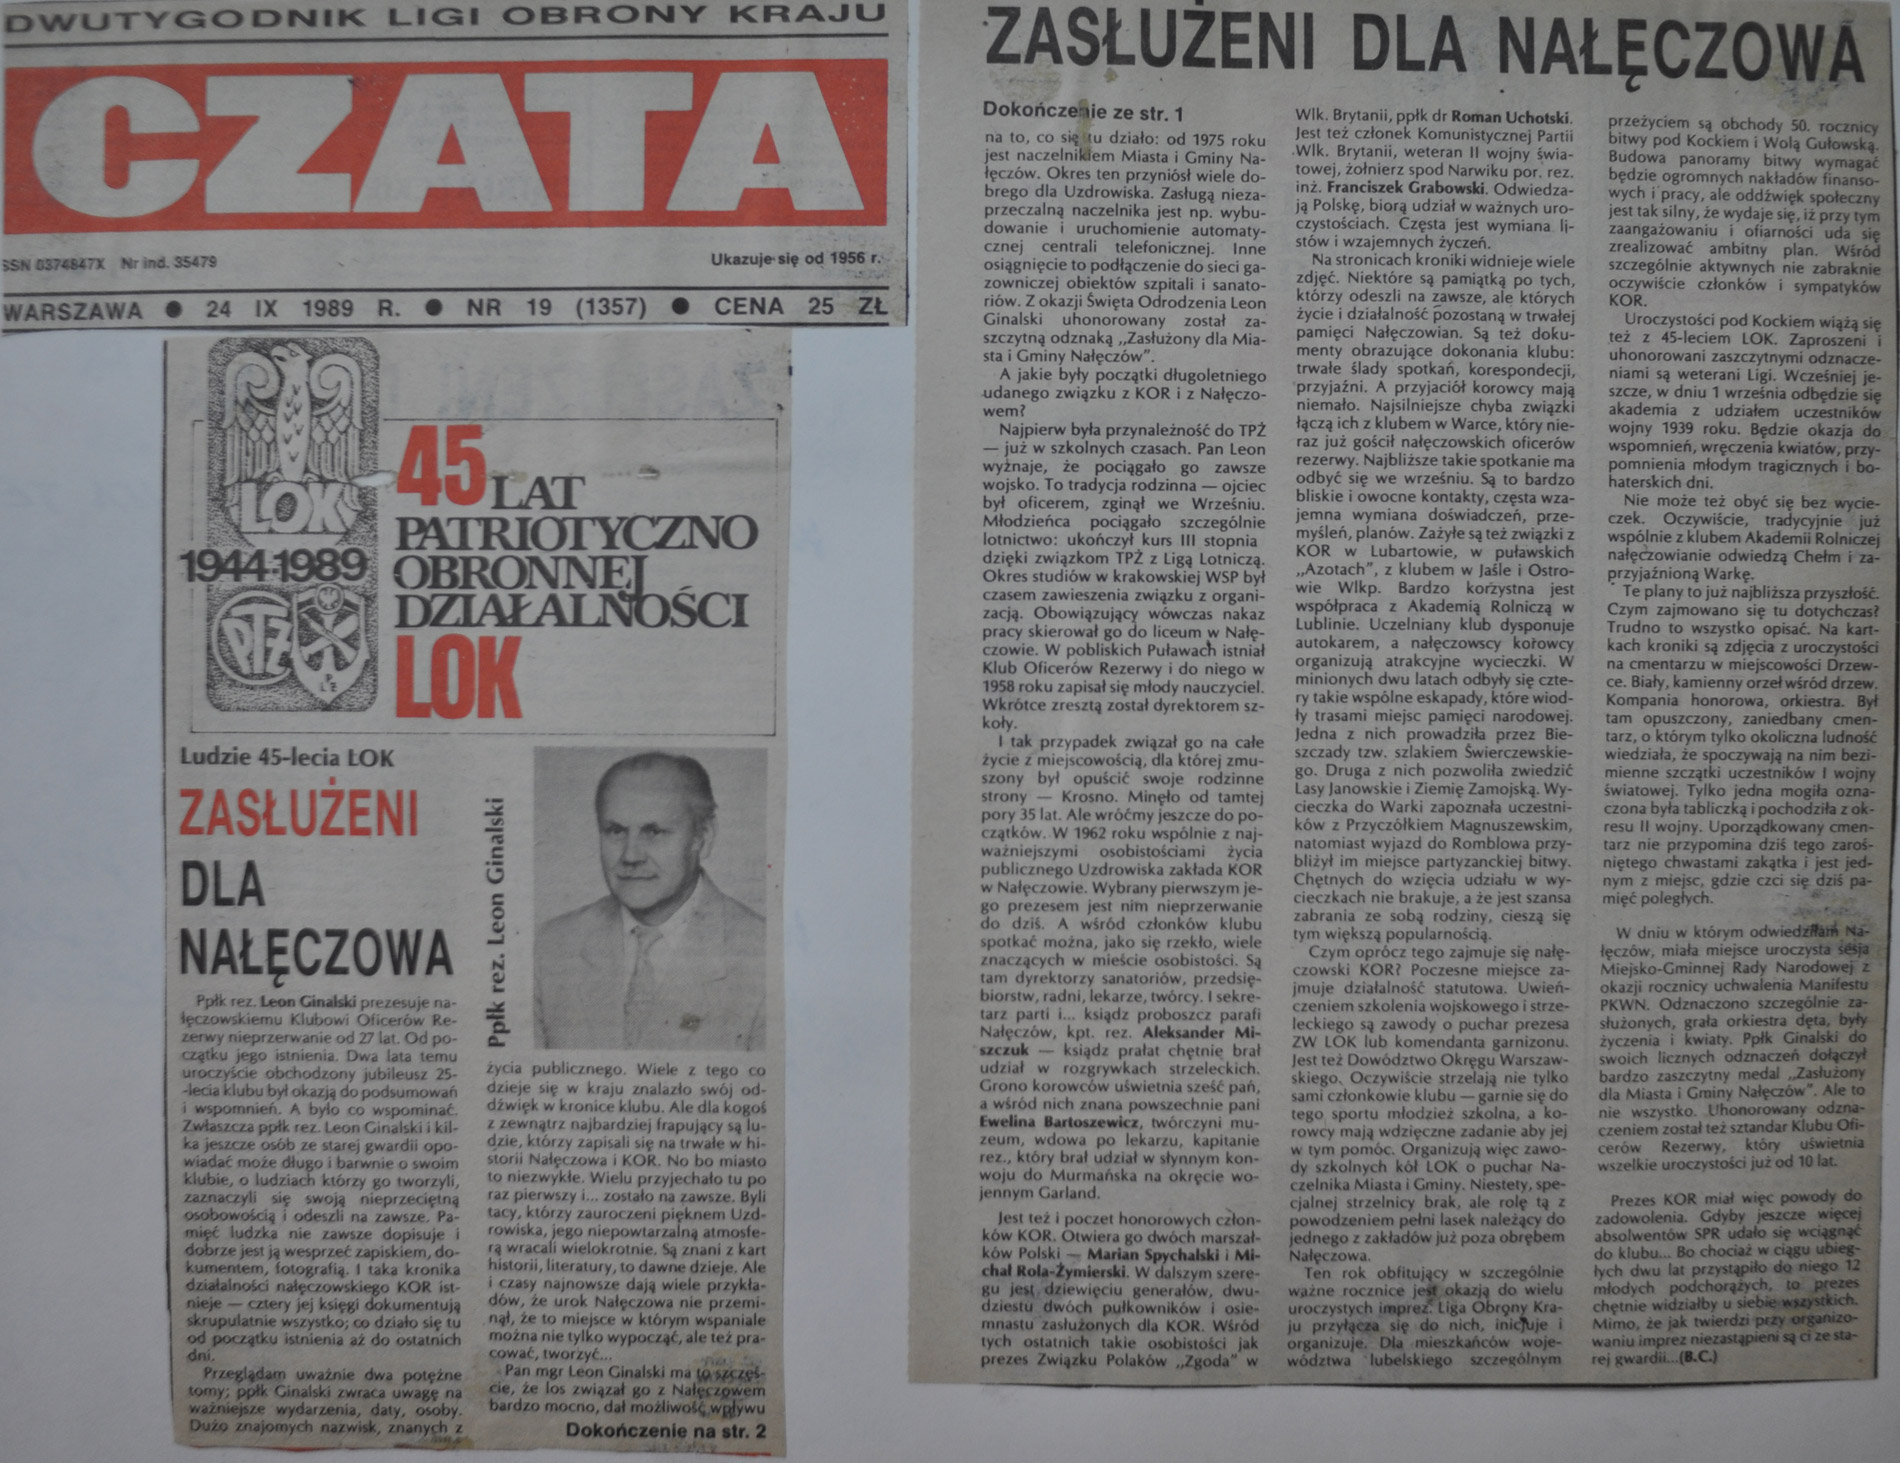 DWUTYGODNIK LIGI OBRONY KRAJU
CZATA
ISSN 0374847X Nr ind. 35479
Ukazuje się od 1956 r.
WARSZAWA ● 24 IX 1989 R. ● NR 19 (1357) ● CENA 25 ZŁ
LOK
1944-1989
TPŻ
45 LAT
PATRIOTYCZNO
OBRONNEJ
DZIAŁALNOŚCI
LOK
Ludzie 45-lecia LOK
ZASŁUŻENI
DLA
NAŁĘCZOWA
Ppłk rez. Leon Ginalski
Ppłk rez. Leon Ginalski prezesuje na-
łęczowskiemu Klubowi Oficerów Re-
zerwy nieprzerwanie od 27 lat. Od po-
czątku jego istnienia. Dwa lata temu
uroczyście obchodzony jubileusz 25-
-lecia klubu był okazją do podsumowań
i wspomnień. A było co wspominać.
Zwłaszcza ppłk rez. Leon Ginalski i kil-
ka jeszcze osób ze starej gwardii opo-
wiadać może długo i barwnie o swoim
klubie, o ludziach którzy go tworzyli,
zaznaczyli się swoją nieprzeciętną
osobowością i odeszli na zawsze. Pa-
mięć ludzka nie zawsze dopisuje i
dobrze jest ją wesprzeć zapiskiem, do-
kumentem, fotografią. I taka kronika
działalności nałęczowskiego KOR ist-
nieje — cztery jej księgi dokumentują
skrupulatnie wszystko; co działo się tu
od początku istnienia aż do ostatnich
dni.
Przeglądam uważnie dwa potężne
tomy; ppłk Ginalski zwraca uwagę na
ważniejsze wydarzenia, daty, osoby.
Dużo znajomych nazwisk, znanych z
życia publicznego. Wiele z tego co
dzieje się w kraju znalazło swój od-
dźwięk w kronice klubu. Ale dla kogoś
z zewnątrz najbardziej frapujący są lu-
dzie, którzy zapisali się na trwałe w hi-
storii Nałęczowa i KOR. No bo miasto
to niezwykłe. Wielu przyjechało tu po
raz pierwszy i... zostało na zawsze. Byli
tacy, którzy zauroczeni pięknem Uzd-
rowiska, jego niepowtarzalną atmosfe-
rą wracali wielokrotnie. Są znani z kart
historii, literatury, to dawne dzieje. Ale
i czasy najnowsze dają wiele przykła-
dów, że urok Nałęczowa nie przemi-
nął, że to miejsce w którym wspaniale
można nie tylko wypocząć, ale też pra-
cować, tworzyć...
Pan mgr Leon Ginalski ma to szczęś-
cie, że los związał go z Nałęczowem
bardzo mocno, dał możliwość wpływu
Dokończenie na str. 2
ZASŁUŻENI DLA NAŁĘCZOWA
Dokończenie ze str. 1
na to, co się tu działo: od 1975 roku
jest naczelnikiem Miasta i Gminy Na-
łęczów. Okres ten przyniósł wiele do-
brego dla Uzdrowiska. Zasługą nieza-
przeczalną naczelnika jest np. wybu-
dowanie i uruchomienie automaty-
cznej centrali telefonicznej. Inne
osiągnięcie to podłączenie do sieci ga-
zowniczej obiektów szpitali i sanato-
riów. Z okazji Święta Odrodzenia Leon
Ginalski uhonorowany został za-
szczytną odznaką „Zasłużony dla Mia-
sta i Gminy Nałęczów”.
A jakie były początki długoletniego
udanego związku z KOR i z Nałęczo-
wem?
Najpierw była przynależność do TPŻ
— już w szkolnych czasach. Pan Leon
wyżnaje, że pociągało go zawsze
wojsko. To tradycja rodzinna — ojciec
był oficerem, zginął we Wrześniu.
Młodzieńca pociągało szczególnie
lotnictwo: ukończył kurs III stopnia
dzięki związkom TPŻ z Ligą Lotniczą.
Okres studiów w krakowskiej WSP był
czasem zawieszenia związku z organi-
zacją. Obowiązujący wówczas nakaz
pracy skierował go do liceum w Nałę-
czowie. W pobliskich Puławach istniał
Klub Oficerów Rezerwy i do niego w
1958 roku zapisał się młody nauczyciel.
Wkrótce zresztą został dyrektorem sz-
koły.
I tak przypadek związał go na całe
życie z miejscowością, dla której zmu-
szony był opuścić swoje rodzinne
strony — Krosno. Minęło od tamtej
pory 35 lat. Ale wróćmy jeszcze do po-
czątków. W 1962 roku wspólnie z naj-
ważniejszymi osobistościami życia
publicznego Uzdrowiska zakłada KOR
w Nałęczowie. Wybrany pierwszym je-
go prezesem jest nim nieprzerwanie
do dziś. A wśród członków klubu
spotkać można, jako się rzekło, wiele
znaczących w mieście osobistości. Są
tam dyrektorzy sanatoriów, przedsię-
biorstw, radni, lekarze, twórcy. I sekre-
tarz parti i... ksiądz proboszcz parafi
Nałęczów, kpt. rez. Aleksander Mi-
szczuk — ksiądz prałat chętnie brał
udział w rozgrywkach strzeleckich.
Grono korowców uświetnia sześć pań,
a wśród nich znana powszechnie pani
Ewelina Bartoszewicz, twórczyni mu-
zeum, wdowa po lekarzu, kapitanie
rez., który brał udział w słynnym kon-
woju do Murmańska na okręcie wo-
jennym Garland.
Jest też i poczet honorowych człon-
ków KOR. Otwiera go dwóch marszał-
ków Polski — Marian Spychalski i Mi-
chał Rola-Żymierski. W dalszym szere-
gu jest dziewięciu generałów, dwu-
dziestu dwóch pułkowników i osie-
mnastu zasłużonych dla KOR. Wśród
tych ostatnich takie osobistości jak
prezes Związku Polaków „Zgoda” w
Wlk. Brytanii, ppłk dr Roman Uchotski.
Jest też członek Komunistycznej Partii
Wlk. Brytanii, weteran II wojny świa-
towej, żołnierz spod Narwiku por. rez.
inż. Franciszek Grabowski. Odwiedza-
ją Polskę, biorą udział w ważnych uro-
czystościach. Częsta jest wymiana li-
stów i wzajemnych życzeń.
Na stronicach kroniki widnieje wiele
zdjęć. Niektóre są pamiątką po tych,
którzy odeszli na zawsze, ale których
życie i działalność pozostaną w trwałej
pamięci Nałęczowian. Są też doku-
menty obrazujące dokonania klubu:
trwałe ślady spotkań, korespondecji,
przyjaźni. A przyjaciół korowcy mają
niemało. Najsilniejsze chyba związki
łączą ich z klubem w Warce, który nie-
raz już gościł nałęczowskich oficerów
rezerwy. Najbliższe takie spotkanie ma
odbyć się we wrześniu. Są to bardzo
bliskie i owocne kontakty, częsta wza-
jemna wymiana doświadczeń, prze-
myśleń, planów. Zażyłe są też związki z
KOR w Lubartowie, w puławskich
„Azotach”, z klubem w Jaśle i Ostro-
wie Wlkp. Bardzo korzystna jest
współpraca z Akademią Rolniczą w
Lublinie. Uczelniany klub dysponuje
autokarem, a nałęczowscy korowcy
organizują atrakcyjne wycieczki. W
minionych dwu latach odbyły się czte-
ry takie wspólne eskapady, które wiod-
ły trasami miejsc pamięci narodowej.
Jedna z nich prowadziła przez Bie-
szczady tzw. szlakiem Świerczewskie-
go. Druga z nich pozwoliła zwiedzić
Lasy Janowskie i Ziemię Zamojską. Wy-
cieczka do Warki zapoznała uczestni-
ków z Przyczółkiem Magnuszewskim,
natomiast wyjazd do Romblowa przy-
bliżył im miejsce partyzanckiej bitwy.
Chętnych do wzięcia udziału w wy-
cieczkach nie brakuje, a że jest szansa
zabrania ze sobą rodziny, cieszą się
tym większą popularnością.
Czym oprócz tego zajmuje się nałę-
czowski KOR? Poczesne miejsce za-
jmuje działalność statutowa. Uwień-
czeniem szkolenia wojskowego i strze-
leckiego są zawody o puchar prezesa
ZW LOK lub komendanta garnizonu.
Jest też Dowództwo Okręgu Warszaw-
skiego. Oczywiście strzelają nie tylko
sami członkowie klubu — garnie się do
tego sportu młodzież szkolna, a ko-
rowcy mają wdzięczne zadanie aby jej
w tym pomóc. Organizują więc zawo-
dy szkolnych kół LOK o puchar Na-
czelnika Miasta i Gminy. Niestety, spe-
cjalnej strzelnicy brak, ale rolę tą z
powodzeniem pełni lasek należący do
jednego z zakładów już poza obrębem
Nałęczowa.
Ten rok obfitujący w szczególnie
ważne rocznice jest okazją do wielu
uroczystych imprez. Liga Obrony Kra-
ju przyłącza się do nich, inicjuje i
organizuje. Dla mieszkańców woje-
wództwa lubelskiego szczególnym
przeżyciem są obchody 50. rocznicy
bitwy pod Kockiem i Wolą Gułowską.
Budowa panoramy bitwy wymagać
będzie ogromnych nakładów finanso-
wych i pracy, ale oddźwięk społeczny
jest tak silny, że wydaje się, iż przy tym
zaangażowaniu i ofiarności uda się
zrealizować ambitny plan. Wśród
szczególnie aktywnych nie zabraknie
oczywiście członków i sympatyków
KOR.
Uroczystości pod Kockiem wiążą się
też z 45-leciem LOK. Zaproszeni i
uhonorowani zaszczytnymi odznacze-
niami są weterani Ligi. Wcześniej je-
szcze, w dniu 1 września odbędzie się
akademia z udziałem uczestników
wojny 1939 roku. Będzie okazja do
wspomnień, wręczenia kwiatów, przy-
pomnienia młodym tragicznych i bo-
haterskich dni.
Nie może też obyć się bez wycie-
czek. Oczywiście, tradycyjnie już
wspólnie z klubem Akademii Rolniczej
nałęczowianie odwiedzą Chełm i za-
przyjaźnioną Warkę.
Te plany to już najbliższa przyszłość.
Czym zajmowano się tu dotychczas?
Trudno to wszystko opisać. Na kart-
kach kroniki są zdjęcia z uroczystości
na cmentarzu w miejscowości Drzew-
ce. Biały, kamienny orzeł wśród drzew.
Kompania honorowa, orkiestra. Był
tam opuszczony, zaniedbany cmen-
tarz, o którym tylko okoliczna ludność
wiedziała, że spoczywają na nim bezi-
mienne szczątki uczestników I wojny
światowej. Tylko jedna mogiła ozna-
czona była tabliczką i pochodziła z ok-
resu II wojny. Uporządkowany cmen-
tarz nie przypomina dziś tego zaroś-
niętego chwastami zakątka i jest jed-
nym z miejsc, gdzie czci się dziś pa-
mięć poległych.
W dniu w którym odwiedziłam Na-
łęczów, miała miejsce uroczysta sesja
Miejsko-Gminnej Rady Narodowej z
okazji rocznicy uchwalenia Manifestu
PKWN. Odznaczono szczególnie za-
służonych, grała orkiestra dęta, były
życzenia i kwiaty. Ppłk Ginalski do
swoich licznych odznaczeń dołączył
bardzo zaszczytny medal „Zasłużony
dla Miasta i Gminy Nałęczów”. Ale to
nie wszystko. Uhonorowany odzna-
czeniem został też sztandar Klubu Ofi-
cerów Rezerwy, który uświetnia
wszelkie uroczystości już od 10 lat.
Prezes KOR miał więc powody do
zadowolenia. Gdyby jeszcze więcej
absolwentów SPR udało się wciągnąć
do klubu... Bo chociaż w ciągu ubieg-
łych dwu lat przystąpiło do niego 12
młodych podchorążych, to prezes
chętnie widziałby u siebie wszystkich.
Mimo, że jak twierdzi przy organizo-
waniu imprez niezastąpieni są ci ze sta-
rej gwardii...(B.C.)